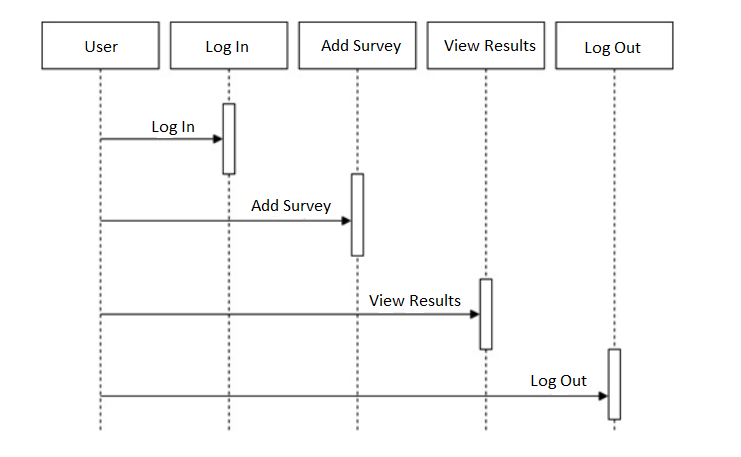 User
Log In
Add Survey
View Results
Log Out
Log In
Add Survey
View Results
Log Out